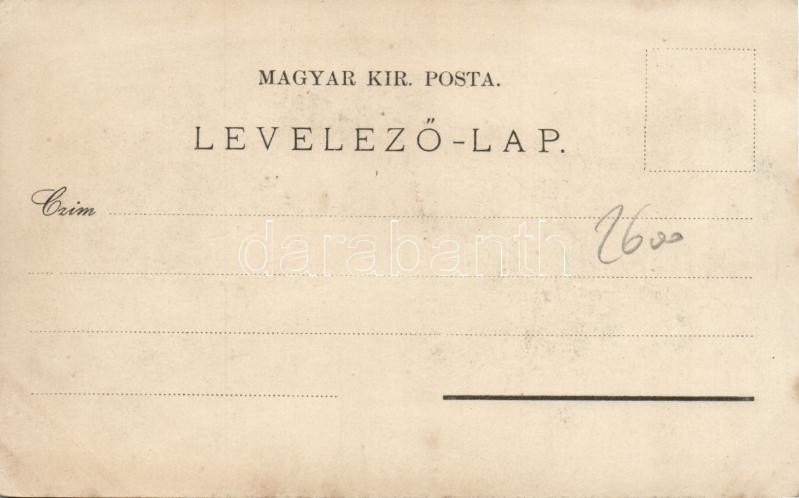 MAGYAR KIR. POSTA.
LEVELEZŐ-LAP.
Czim
darabanth
2600